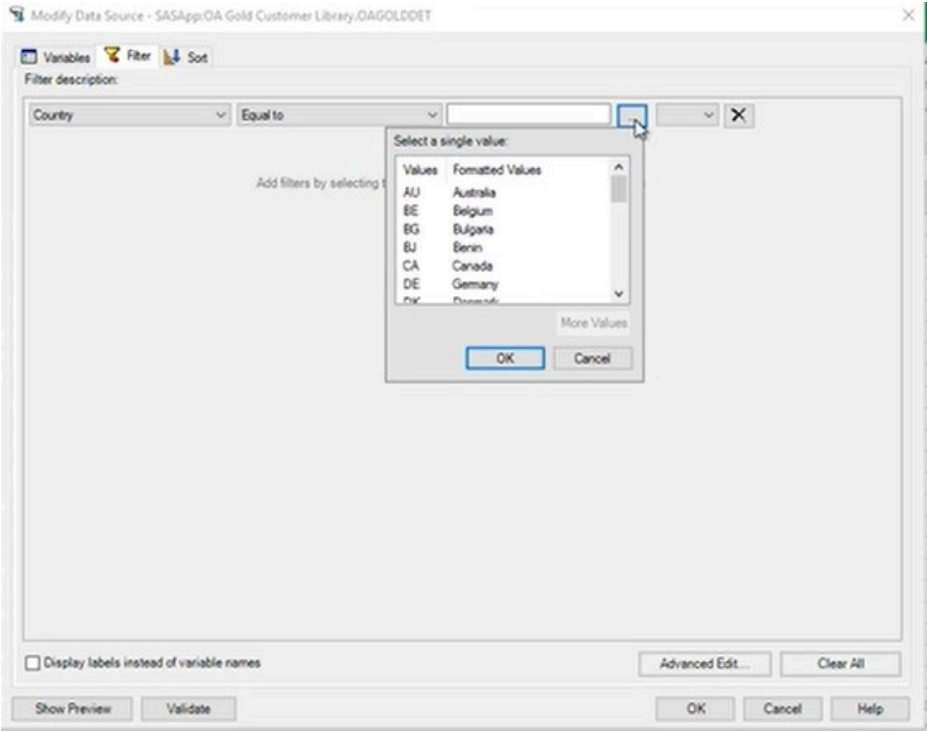 Modify Data Source - SASApp:OA Gold Customer Library.OAGOLDDET
Variables Filter Sort
Filter description:
Country Equal to ...
Select a single value:
Values Formatted Values
Add filters by selecting
AU Australia
BE Belgium
BG Bulgaria
BJ Benin
CA Canada
DE Germany
DK Denmark
More Values
OK Cancel
Display labels instead of variable names
Advanced Edit... Clear All
Show Preview Validate OK Cancel Help